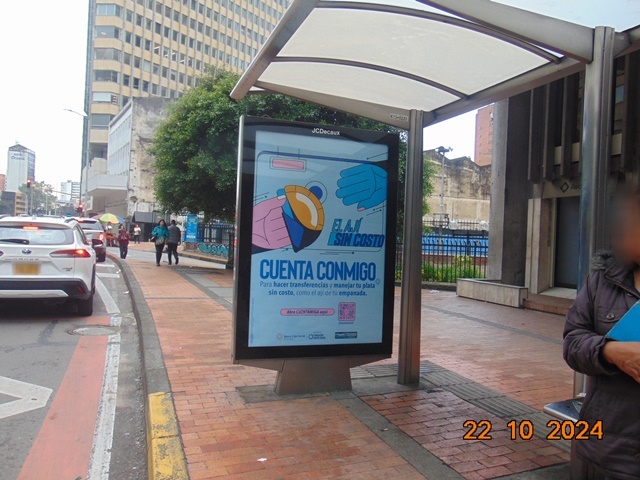 JCDecaux
EL AJÍ
SIN COSTO
CUENTA CONMIGO
Para hacer transferencias y manejar tu plata
sin costo, como el ají de tu empanada.
22 10 2024